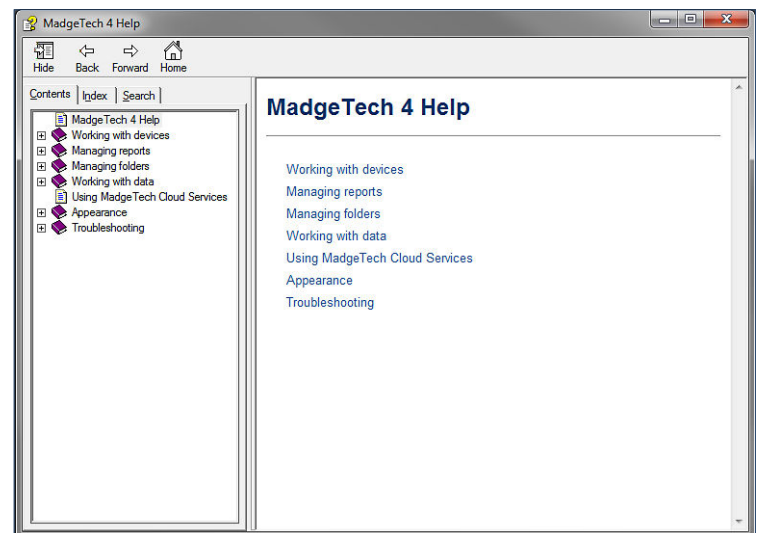 MadgeTech 4 Help
Hide Back Forward Home
Contents Index Search
MadgeTech 4 Help
Working with devices
Managing reports
Managing folders
Working with data
Using MadgeTech Cloud Services
Appearance
Troubleshooting
MadgeTech 4 Help
Working with devices
Managing reports
Managing folders
Working with data
Using MadgeTech Cloud Services
Appearance
Troubleshooting